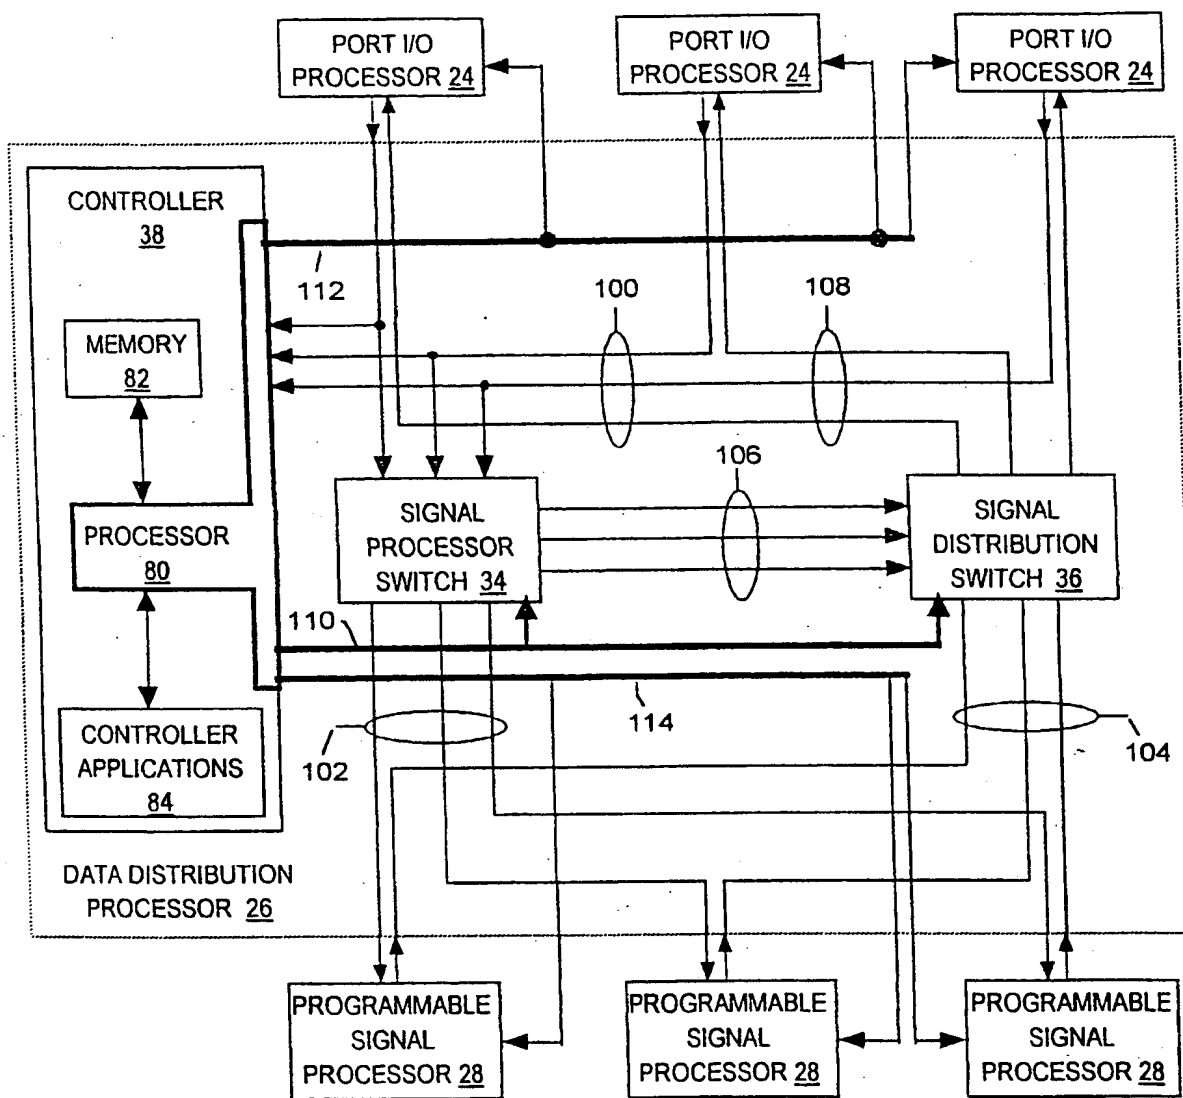 PORT I/O
PROCESSOR 24
PORT I/O
PROCESSOR 24
PORT I/O
PROCESSOR 24
CONTROLLER
38
112
100
108
MEMORY
82
106
SIGNAL
PROCESSOR
SWITCH 34
SIGNAL
DISTRIBUTION
SWITCH 36
PROCESSOR
80
110
114
102
104
CONTROLLER
APPLICATIONS
84
DATA DISTRIBUTION
PROCESSOR 26
PROGRAMMABLE
SIGNAL
PROCESSOR 28
PROGRAMMABLE
SIGNAL
PROCESSOR 28
PROGRAMMABLE
SIGNAL
PROCESSOR 28